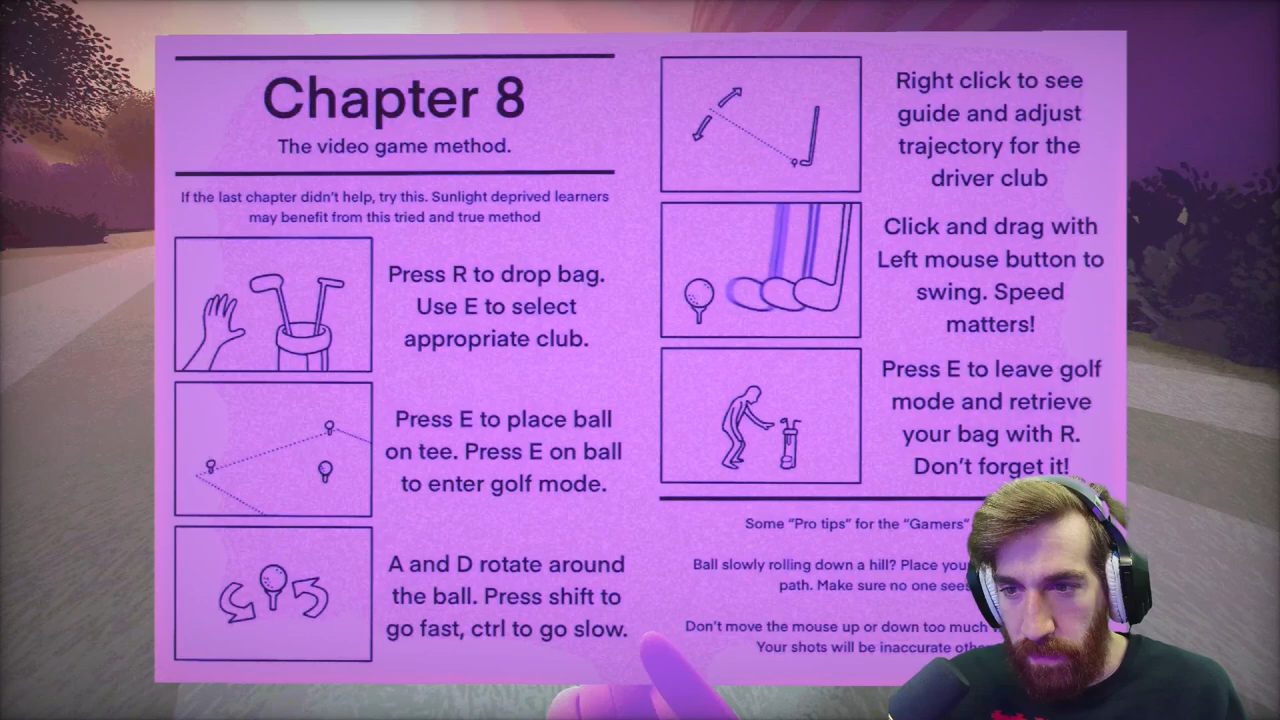 Chapter 8
The video game method.
If the last chapter didn't help, try this. Sunlight deprived learners
may benefit from this tried and true method
Press R to drop bag.
Use E to select
appropriate club.
Press E to place ball
on tee. Press E on ball
to enter golf mode.
A and D rotate around
the ball. Press shift to
go fast, ctrl to go slow.
Right click to see
guide and adjust
trajectory for the
driver club
Click and drag with
Left mouse button to
swing. Speed
matters!
Press E to leave golf
mode and retrieve
your bag with R.
Don't forget it!
Some "Pro tips" for the "Gamers"
Ball slowly rolling down a hill? Place
path. Make sure no one
Don't move the mouse up or down too much
Your shots will be inaccurate